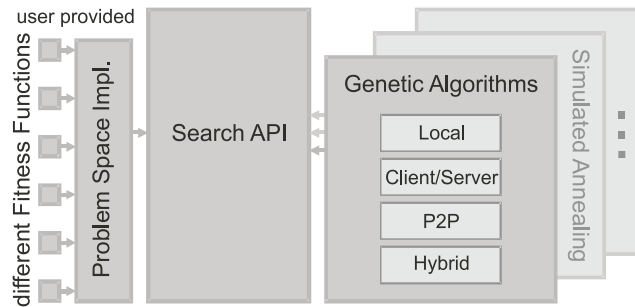 user provided
different Fitness Functions
Problem Space Impl.
Search API
Genetic Algorithms
Local
Client/Server
P2P
Hybrid
Simulated Annealing
...